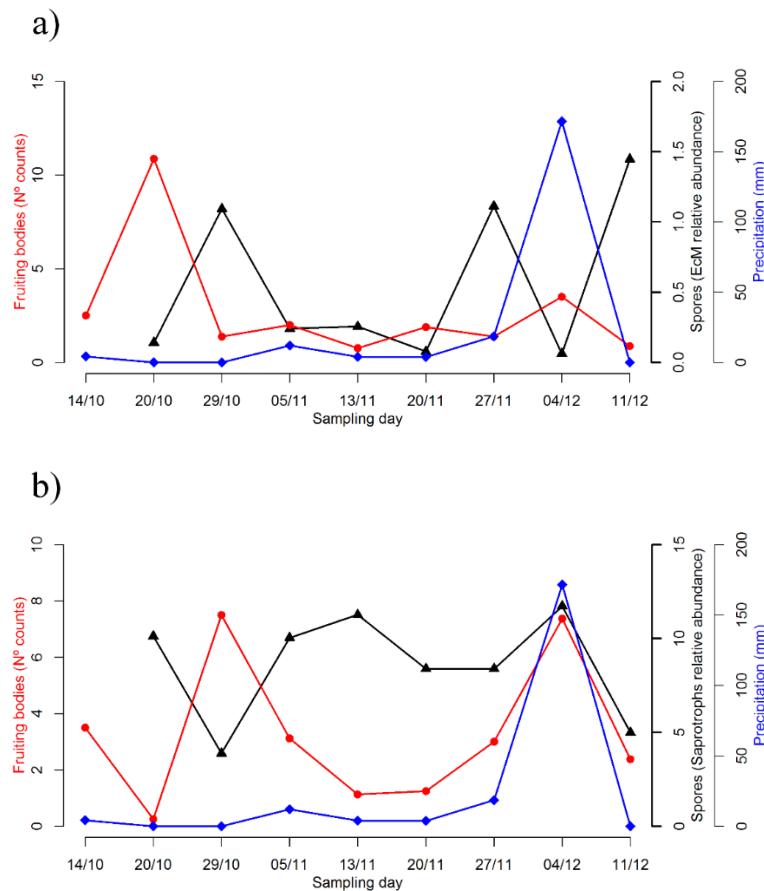 a)
Fruiting bodies (Nº counts)
0 5 10 15
Spores (EcM relative abundance)
0.0 0.5 1.0 1.5 2.0
Precipitation (mm)
0 50 100 150 200
14/10 20/10 29/10 05/11 13/11 20/11 27/11 04/12 11/12
Sampling day
b)
Fruiting bodies (Nº counts)
0 2 4 6 8 10
Spores (Saprotrophs relative abundance)
0 5 10 15
Precipitation (mm)
0 50 100 150 200
14/10 20/10 29/10 05/11 13/11 20/11 27/11 04/12 11/12
Sampling day